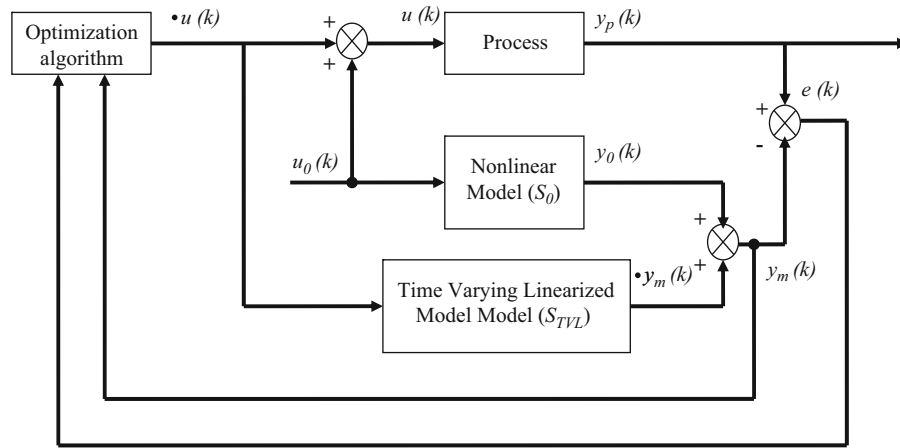 •u (k)
u (k)
y_p (k)
Optimization
algorithm
+
+
Process
e (k)
+
-
u_0 (k)
y_0 (k)
Nonlinear
Model (S_0)
+
+
•y_m (k)
y_m (k)
Time Varying Linearized
Model Model (S_TVL)